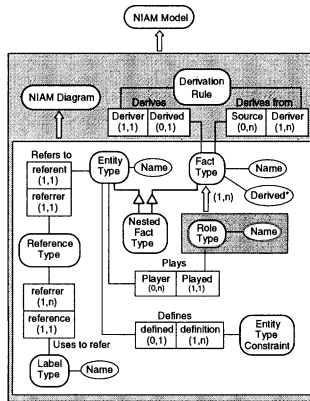 NIAM Model
NIAM Diagram
Derivation
Rule
Derives
Derives from
Deriver
(1,1)
Derived
(0,1)
Source
(0,n)
Deriver
(1,n)
Refers to
referent
(1,1)
referrer
(1,1)
Entity
Type
Name
Fact
Type
Name
Derived*
(1,n)
Nested
Fact Type
Role
Type
Name
Reference
Type
Plays
Player
(0,n)
Played
(1,1)
referrer
(1,n)
reference
(1,1)
Defines
defined
(0,1)
definition
(1,n)
Entity
Type
Constraint
Uses to refer
Label
Type
Name